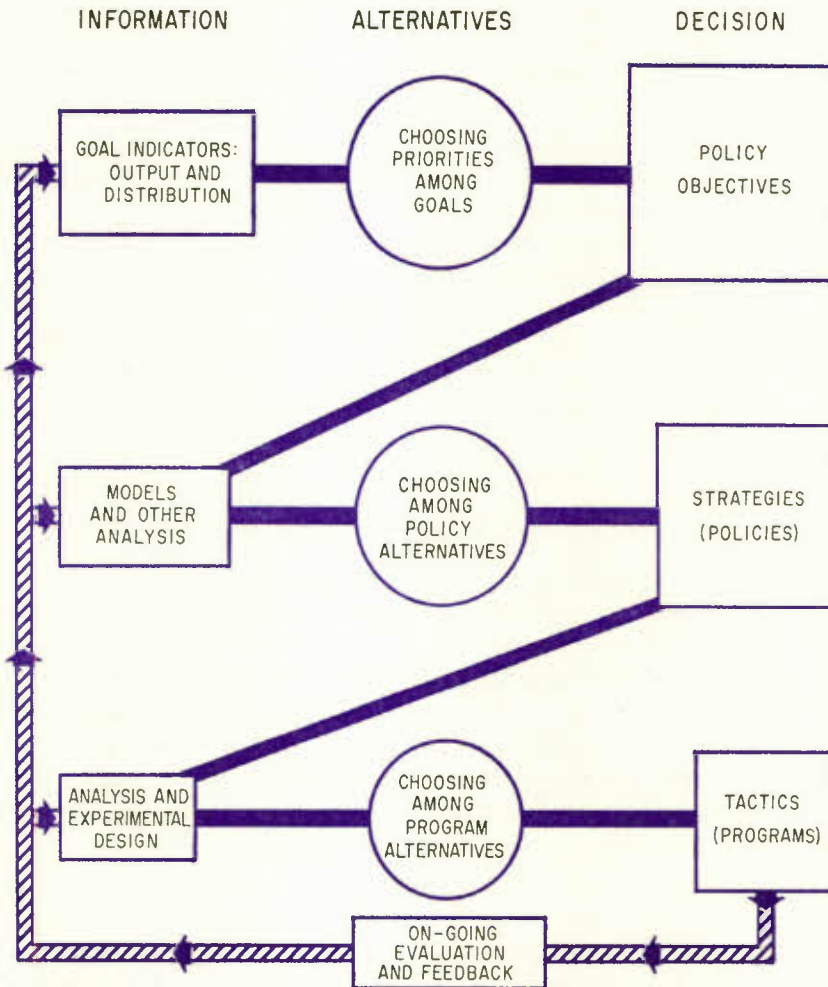 INFORMATION ALTERNATIVES DECISION
GOAL INDICATORS:
OUTPUT AND
DISTRIBUTION
CHOOSING
PRIORITIES
AMONG
GOALS
POLICY
OBJECTIVES
MODELS
AND OTHER
ANALYSIS
CHOOSING
AMONG
POLICY
ALTERNATIVES
STRATEGIES
(POLICIES)
ANALYSIS AND
EXPERIMENTAL
DESIGN
CHOOSING
AMONG
PROGRAM
ALTERNATIVES
TACTICS
(PROGRAMS)
ON-GOING
EVALUATION
AND FEEDBACK